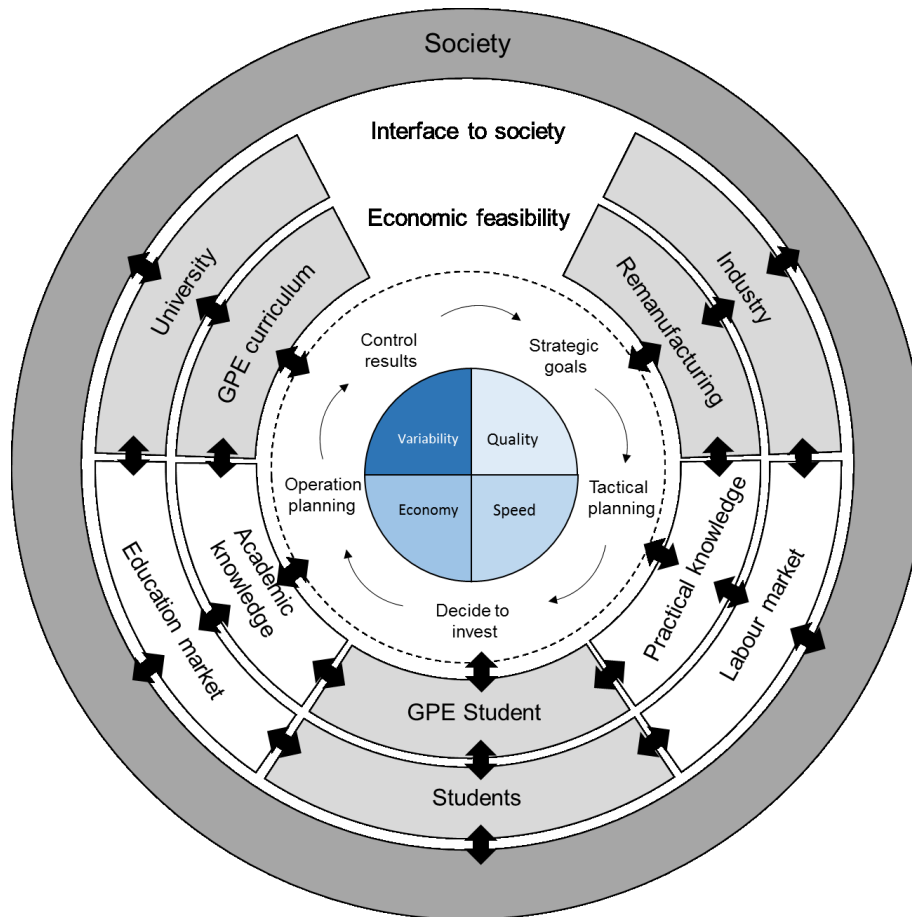 Society
Interface to society
Economic feasibility
University
GPE curriculum
Remanufacturing
Industry
Control
results
Strategic
goals
Variability
Quality
Operation
planning
Economy
Speed
Tactical
planning
Decide to
invest
Education market
Academic
knowledge
Practical knowledge
Labour market
GPE Student
Students